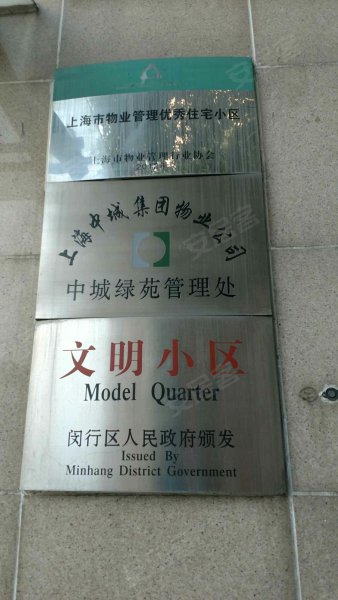 上海市物业管理优秀住宅小区
上海市物业管理行业协会
上海中城集团物业公司
中城绿苑管理处
文明小区
Model Quarter
闵行区人民政府颁发
Issued By
Minhang District Government